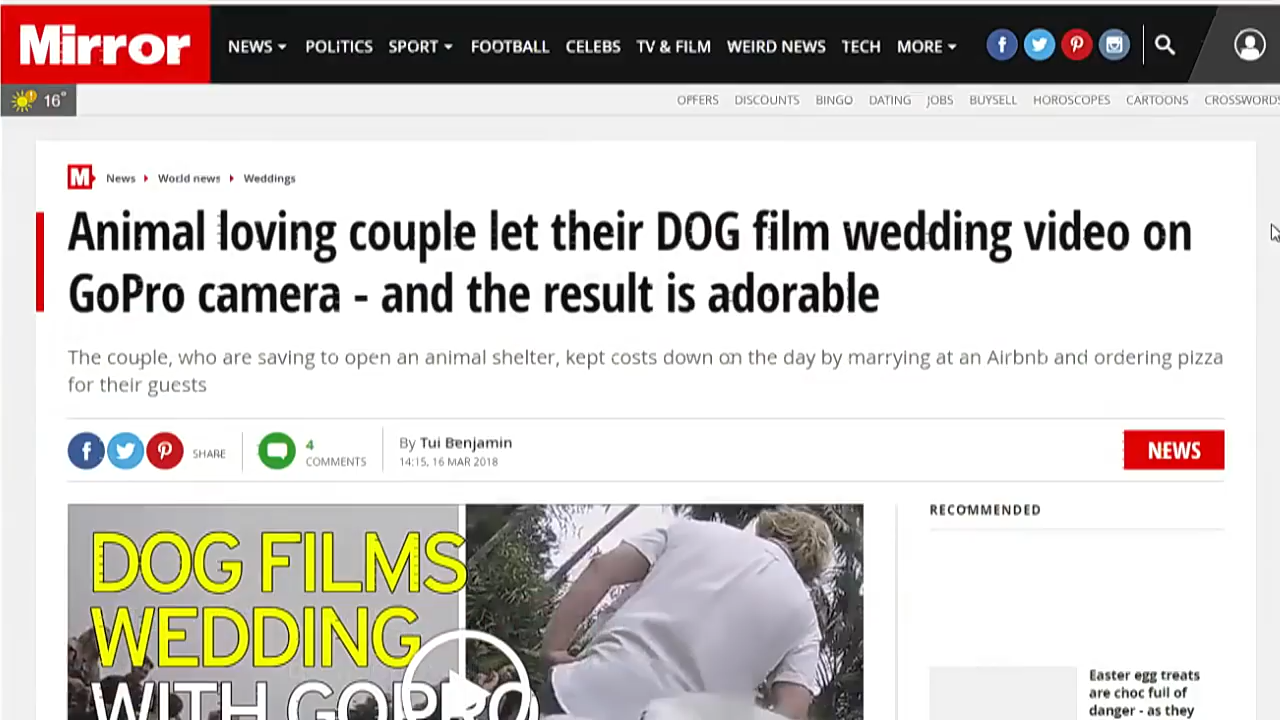 Mirror
NEWS POLITICS SPORT FOOTBALL CELEBS TV & FILM WEIRD NEWS TECH MORE
16°
OFFERS DISCOUNTS BINGO DATING JOBS BUYSELL HOROSCOPES CARTOONS CROSSWORDS
M News World news Weddings
Animal loving couple let their DOG film wedding video on
GoPro camera - and the result is adorable
The couple, who are saving to open an animal shelter, kept costs down on the day by marrying at an Airbnb and ordering pizza
for their guests
SHARE
4
COMMENTS
By Tui Benjamin
14:15, 16 MAR 2018
NEWS
DOG FILMS
WEDDING
WITH GOPRO
RECOMMENDED
Easter egg treats
are choc full of
danger - as they